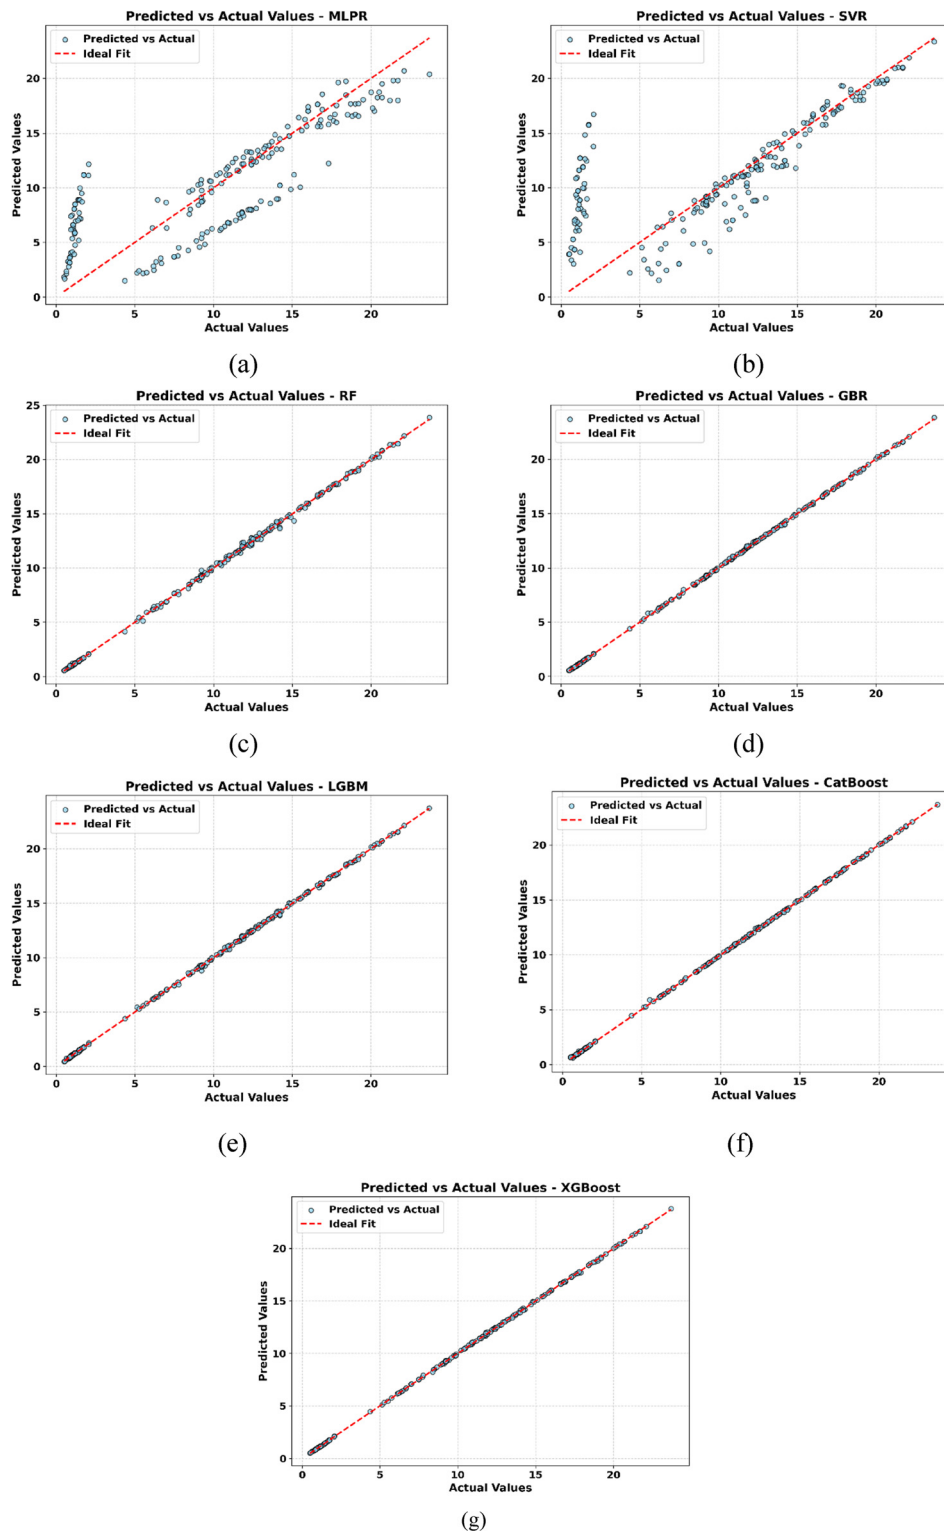 Predicted vs Actual Values - MLPR
Predicted vs Actual
Ideal Fit
20
15
10
5
0
Predicted Values
0 5 10 15 20
Actual Values
(a)
Predicted vs Actual Values - SVR
Predicted vs Actual
Ideal Fit
20
15
10
5
0
Predicted Values
0 5 10 15 20
Actual Values
(b)
Predicted vs Actual Values - RF
Predicted vs Actual
Ideal Fit
25
20
15
10
5
0
Predicted Values
0 5 10 15 20
Actual Values
(c)
Predicted vs Actual Values - GBR
Predicted vs Actual
Ideal Fit
20
15
10
5
0
Predicted Values
0 5 10 15 20
Actual Values
(d)
Predicted vs Actual Values - LGBM
Predicted vs Actual
Ideal Fit
20
15
10
5
0
Predicted Values
0 5 10 15 20
Actual Values
(e)
Predicted vs Actual Values - CatBoost
Predicted vs Actual
Ideal Fit
20
15
10
5
0
Predicted Values
0 5 10 15 20
Actual Values
(f)
Predicted vs Actual Values - XGBoost
Predicted vs Actual
Ideal Fit
20
15
10
5
0
Predicted Values
0 5 10 15 20
Actual Values
(g)